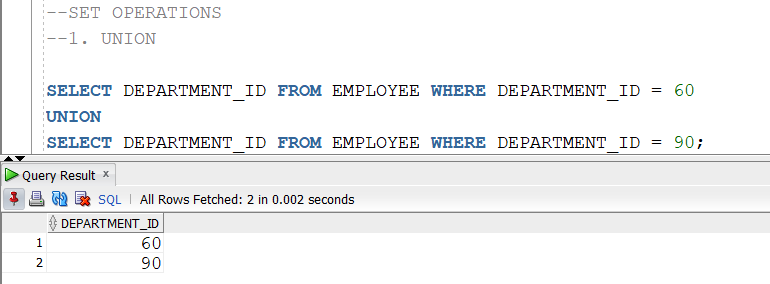 --SET OPERATIONS
--1. UNION
SELECT DEPARTMENT_ID FROM EMPLOYEE WHERE DEPARTMENT_ID = 60
UNION
SELECT DEPARTMENT_ID FROM EMPLOYEE WHERE DEPARTMENT_ID = 90;
Query Result x
SQL | All Rows Fetched: 2 in 0.002 seconds
DEPARTMENT_ID
1 60
2 90